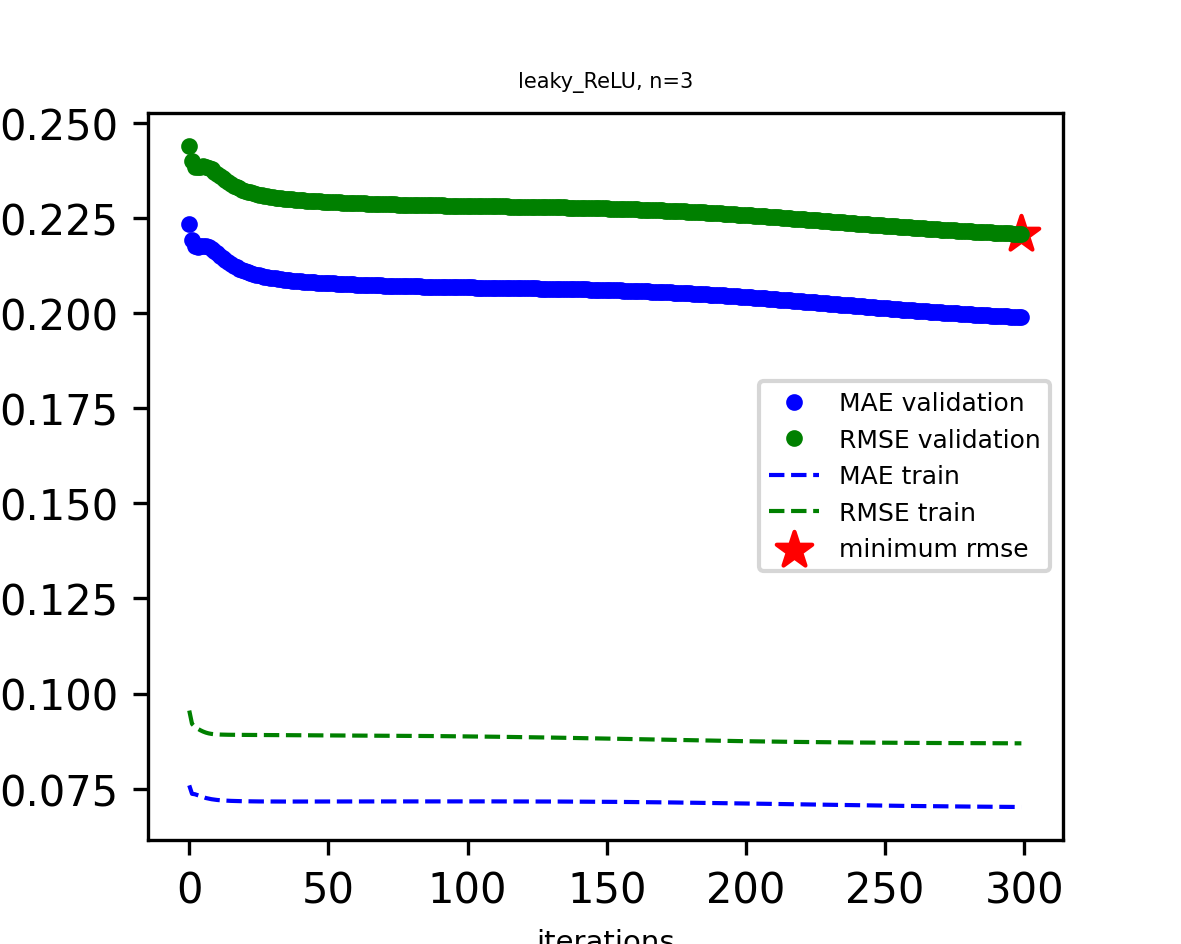 leaky_ReLU, n=3
0.250
0.225
0.200
0.175
0.150
0.125
0.100
0.075
MAE validation
RMSE validation
MAE train
RMSE train
minimum rmse
0 50 100 150 200 250 300
iterations